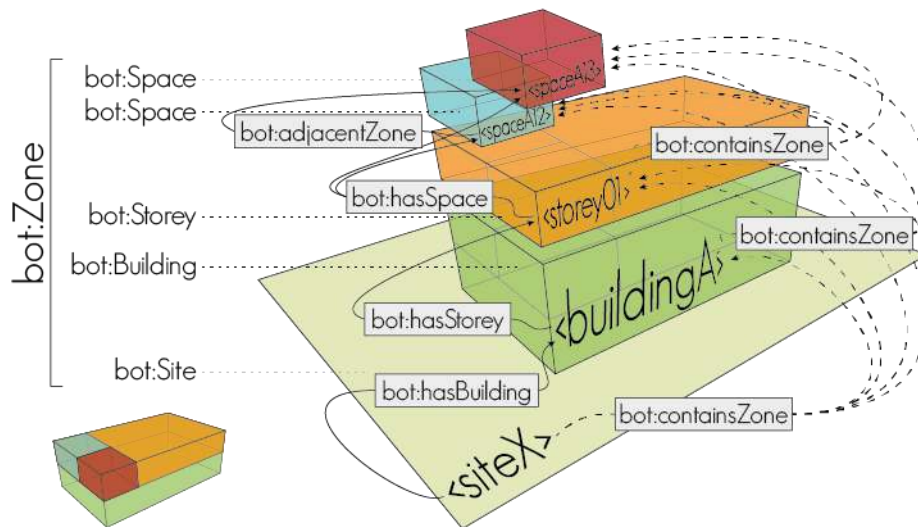 <spaceA13>
bot:Space
bot:Space
<spaceA12>
bot:adjacentZone
bot:containsZone
bot:hasSpace
bot:Zone
bot:Storey
<storey01>
bot:containsZone
bot:Building
<buildingA>
bot:hasStorey
bot:Site
bot:hasBuilding
bot:containsZone
<siteX>